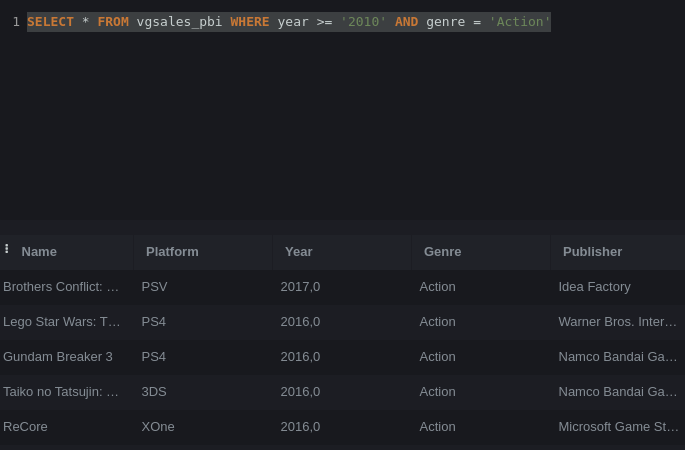 1 SELECT * FROM vgsales_pbi WHERE year >= '2010' AND genre = 'Action'
Name Platform Year Genre Publisher
Brothers Conflict: … PSV 2017,0 Action Idea Factory
Lego Star Wars: T… PS4 2016,0 Action Warner Bros. Inter…
Gundam Breaker 3 PS4 2016,0 Action Namco Bandai Ga…
Taiko no Tatsujin: … 3DS 2016,0 Action Namco Bandai Ga…
ReCore XOne 2016,0 Action Microsoft Game St…